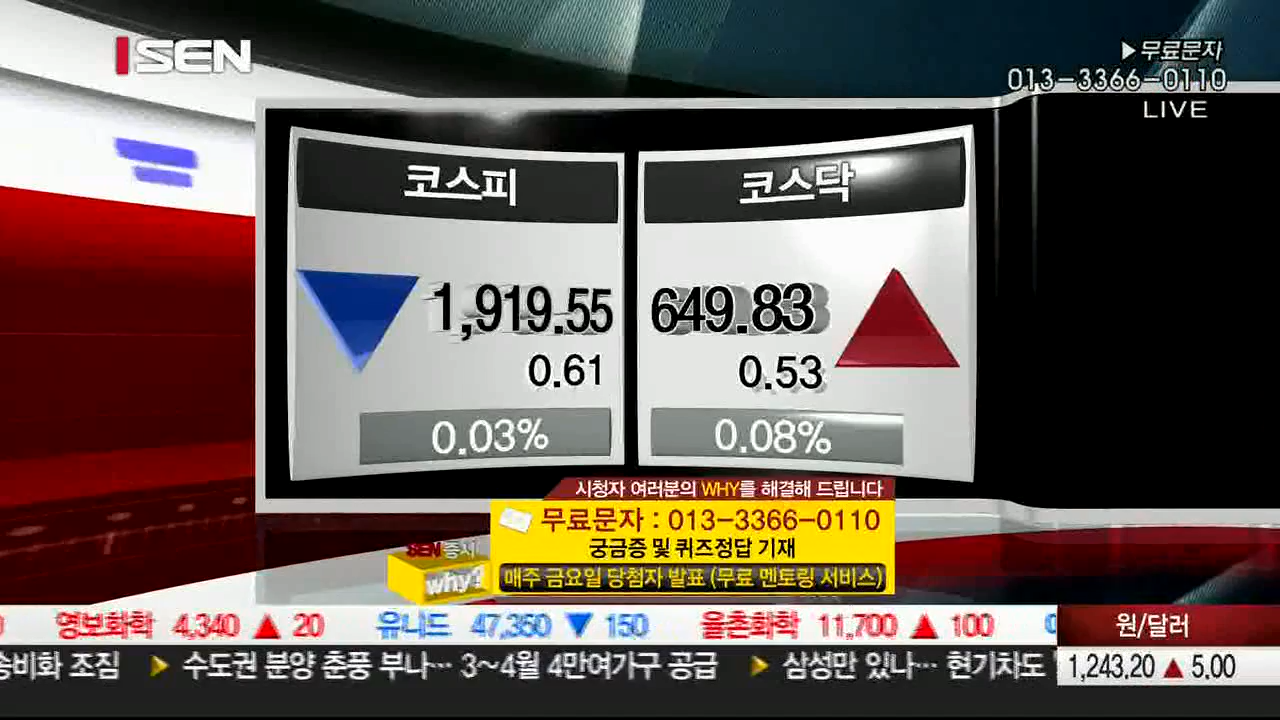 SEN
▶무료문자
013-3366-0110
LIVE
코스피
▼ 1,919.55
0.61
0.03%
코스닥
649.83 ▲
0.53
0.08%
시청자 여러분의 WHY를 해결해 드립니다
무료문자 : 013-3366-0110
궁금증 및 퀴즈정답 기재
매주 금요일 당첨자 발표 (무료 멘토링 서비스)
SEN 증시
why?
영보화학 4,340 ▲ 20 유니드 47,350 ▼ 150 율촌화학 11,700 ▲ 100
원/달러
조짐 ▶ 수도권 분양 춘풍 부나… 3~4월 4만여가구 공급 ▶ 삼성만 있나… 현기차도
1,243.20 ▲ 5.00